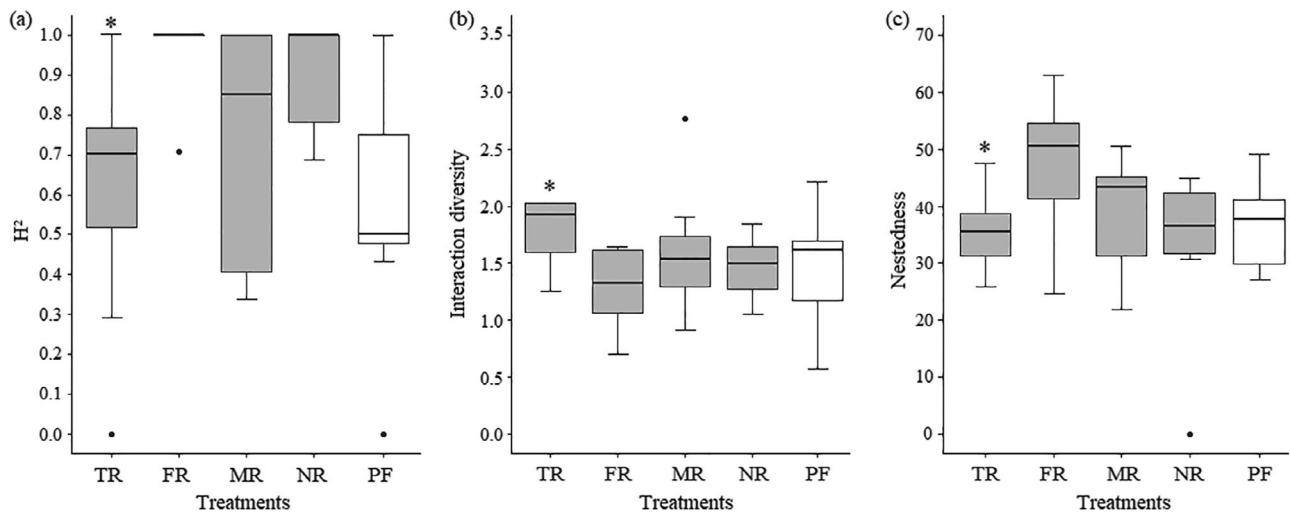 (a)
*
1.0
0.9
0.8
0.7
0.6
0.5
0.4
0.3
0.2
0.1
0.0
H²
TR FR MR NR PF
Treatments
(b)
3.5
3.0
3.5
2.0
1.5
1.0
0.5
0.0
*
Interaction diversity
TR FR MR NR PF
Treatments
(c)
70
60
50
40
30
20
10
0
*
Nestedness
TR FR MR NR PF
Treatments